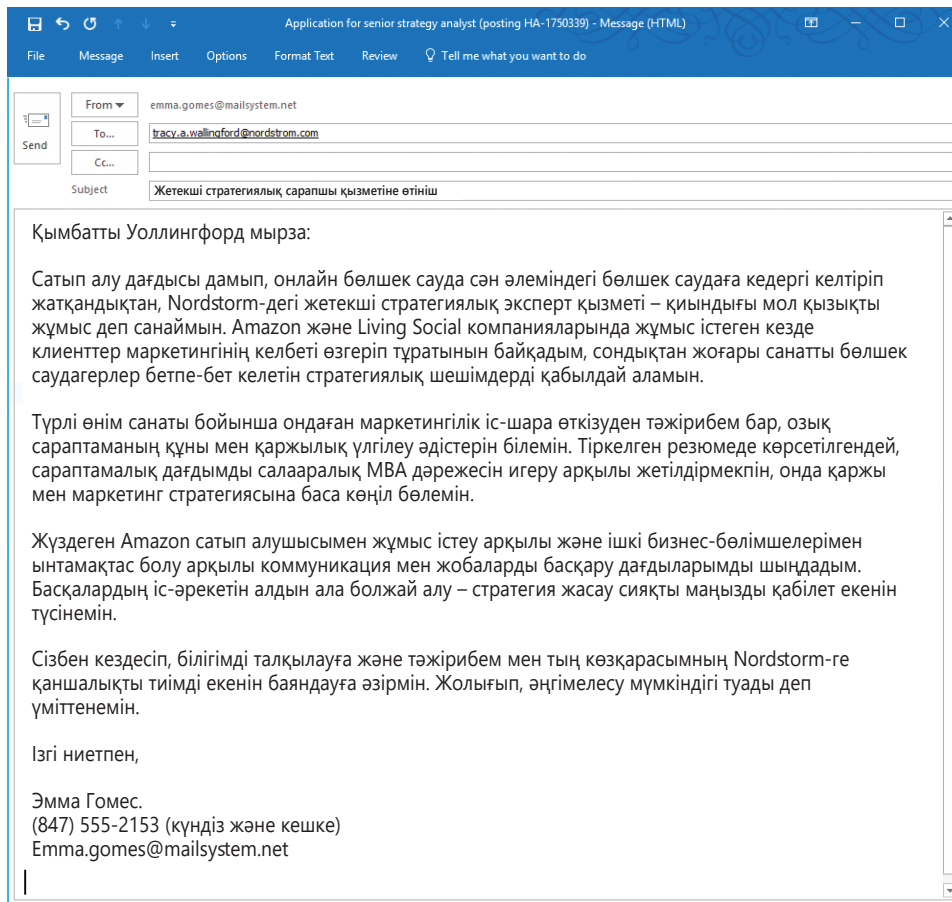 Application for senior strategy analyst (posting HA-1750339) - Message (HTML)
File Message Insert Options Format Text Review Tell me what you want to do
From emma.gomes@mailsystem.net
Send
To... tracy.a.wallingford@nordstrom.com
Cc...
Subject Жетекші стратегиялық сарапшы қызметіне өтініш
Қымбатты Уоллингфорд мырза:
Сатып алу дағдысы дамып, онлайн бөлшек сауда сән әлеміндегі бөлшек саудаға кедергі келтіріп
жатқандықтан, Nordstorm-дегі жетекші стратегиялық эксперт қызметі – қиындығы мол қызықты
жұмыс деп санаймын. Amazon және Living Social компанияларында жұмыс істеген кезде
клиенттер маркетингінің келбеті өзгеріп тұратынын байқадым, сондықтан жоғары санатты бөлшек
саудагерлер бетпе-бет келетін стратегиялық шешімдерді қабылдай аламын.
Түрлі өнім санаты бойынша ондаған маркетингілік іс-шара өткізуден тәжірибем бар, озық
сараптаманың құны мен қаржылық үлгілеу әдістерін білемін. Тіркелген резюмеде көрсетілгендей,
сараптамалық дағдымды салааралық MBA дәрежесін игеру арқылы жетілдірмекпін, онда қаржы
мен маркетинг стратегиясына баса көңіл бөлемін.
Жүздеген Amazon сатып алушысымен жұмыс істеу арқылы және ішкі бизнес-бөлімшелерімен
ынтамақтас болу арқылы коммуникация мен жобаларды басқару дағдыларымды шыңдадым.
Басқалардың іс-әрекетін алдын ала болжай алу – стратегия жасау сияқты маңызды қабілет екенін
түсінемін.
Сізбен кездесіп, білігімді талқылауға және тәжірибем мен тың көзқарасымның Nordstorm-ге
қаншалықты тиімді екенін баяндауға әзірмін. Жолығып, әңгімелесу мүмкіндігі туады деп
үміттенемін.
Ізгі ниетпен,
Эмма Гомес.
(847) 555-2153 (күндіз және кешке)
Emma.gomes@mailsystem.net